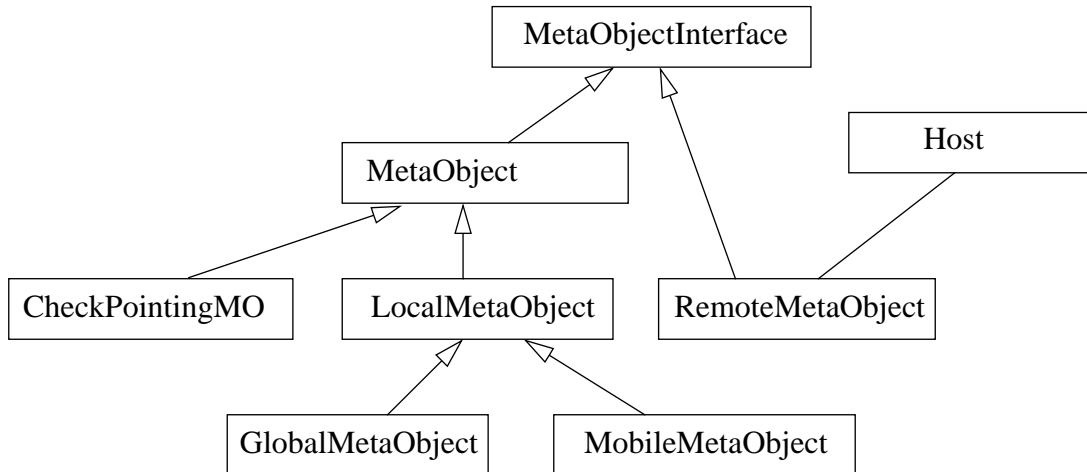 MetaObjectInterface
Host
MetaObject
CheckPointingMO
LocalMetaObject
RemoteMetaObject
GlobalMetaObject
MobileMetaObject